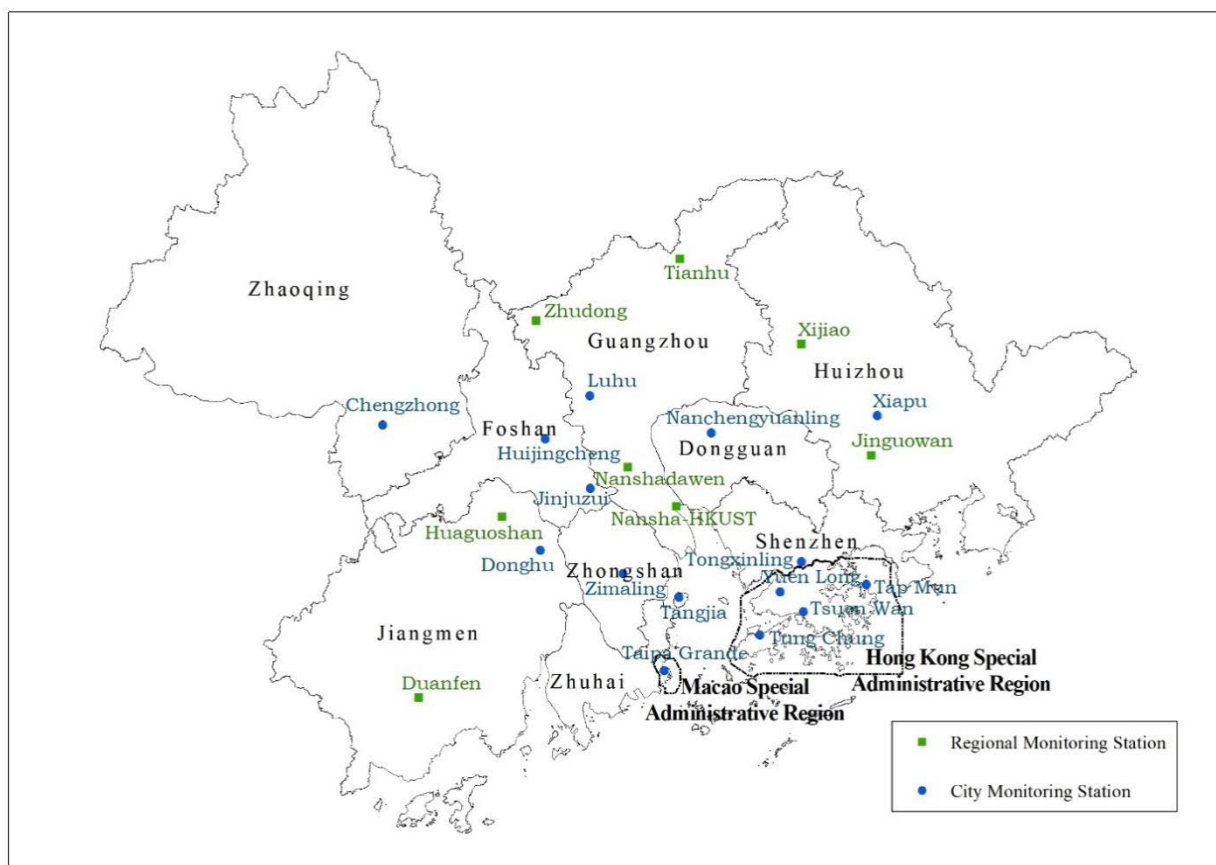 Tianhu
Zhaoqing
Zhudong
Guangzhou
Xijiao
Huizhou
Luhu
Chengzhong
Xiapu
Nanchengyuanling
Foshan
Dongguan
Huijingcheng
Jinguowan
Nanshadawen
Jinjuzui
Nansha-HKUST
Huaguoshan
Shenzhen
Donghu
Tongxinling
Zhongshan
Yuen Long
Zimaling
Tap Mun
Tangjia
Tsuen Wan
Jiangmen
Tung Chung
Taipa Grande
Hong Kong Special
Administrative Region
Zhuhai
Duanfen
Macao Special
Administrative Region
Regional Monitoring Station
City Monitoring Station